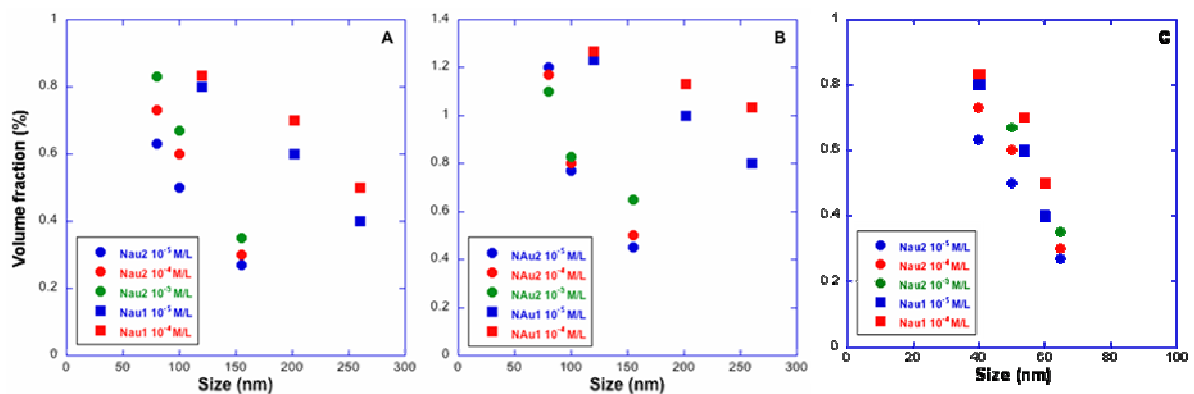 A
Volume fraction (%)
1
0.8
0.6
0.4
0.2
0
Nau2 10⁻⁵ M/L
Nau2 10⁻⁴ M/L
Nau2 10⁻³ M/L
Nau1 10⁻⁵ M/L
Nau1 10⁻⁴ M/L
0 50 100 150 200 250 300
Size (nm)
B
1.4
1.2
1
0.8
0.6
0.4
0.2
0
NAu2 10⁻⁵ M/L
NAu2 10⁻⁴ M/L
NAu2 10⁻³ M/L
NAu1 10⁻⁵ M/L
NAu1 10⁻⁴ M/L
0 50 100 150 200 250 300
Size (nm)
C
1
0.8
0.6
0.4
0.2
0
Nau2 10⁻⁵ M/L
Nau2 10⁻⁴ M/L
Nau2 10⁻³ M/L
Nau1 10⁻⁵ M/L
Nau1 10⁻⁴ M/L
0 20 40 60 80 100
Size (nm)